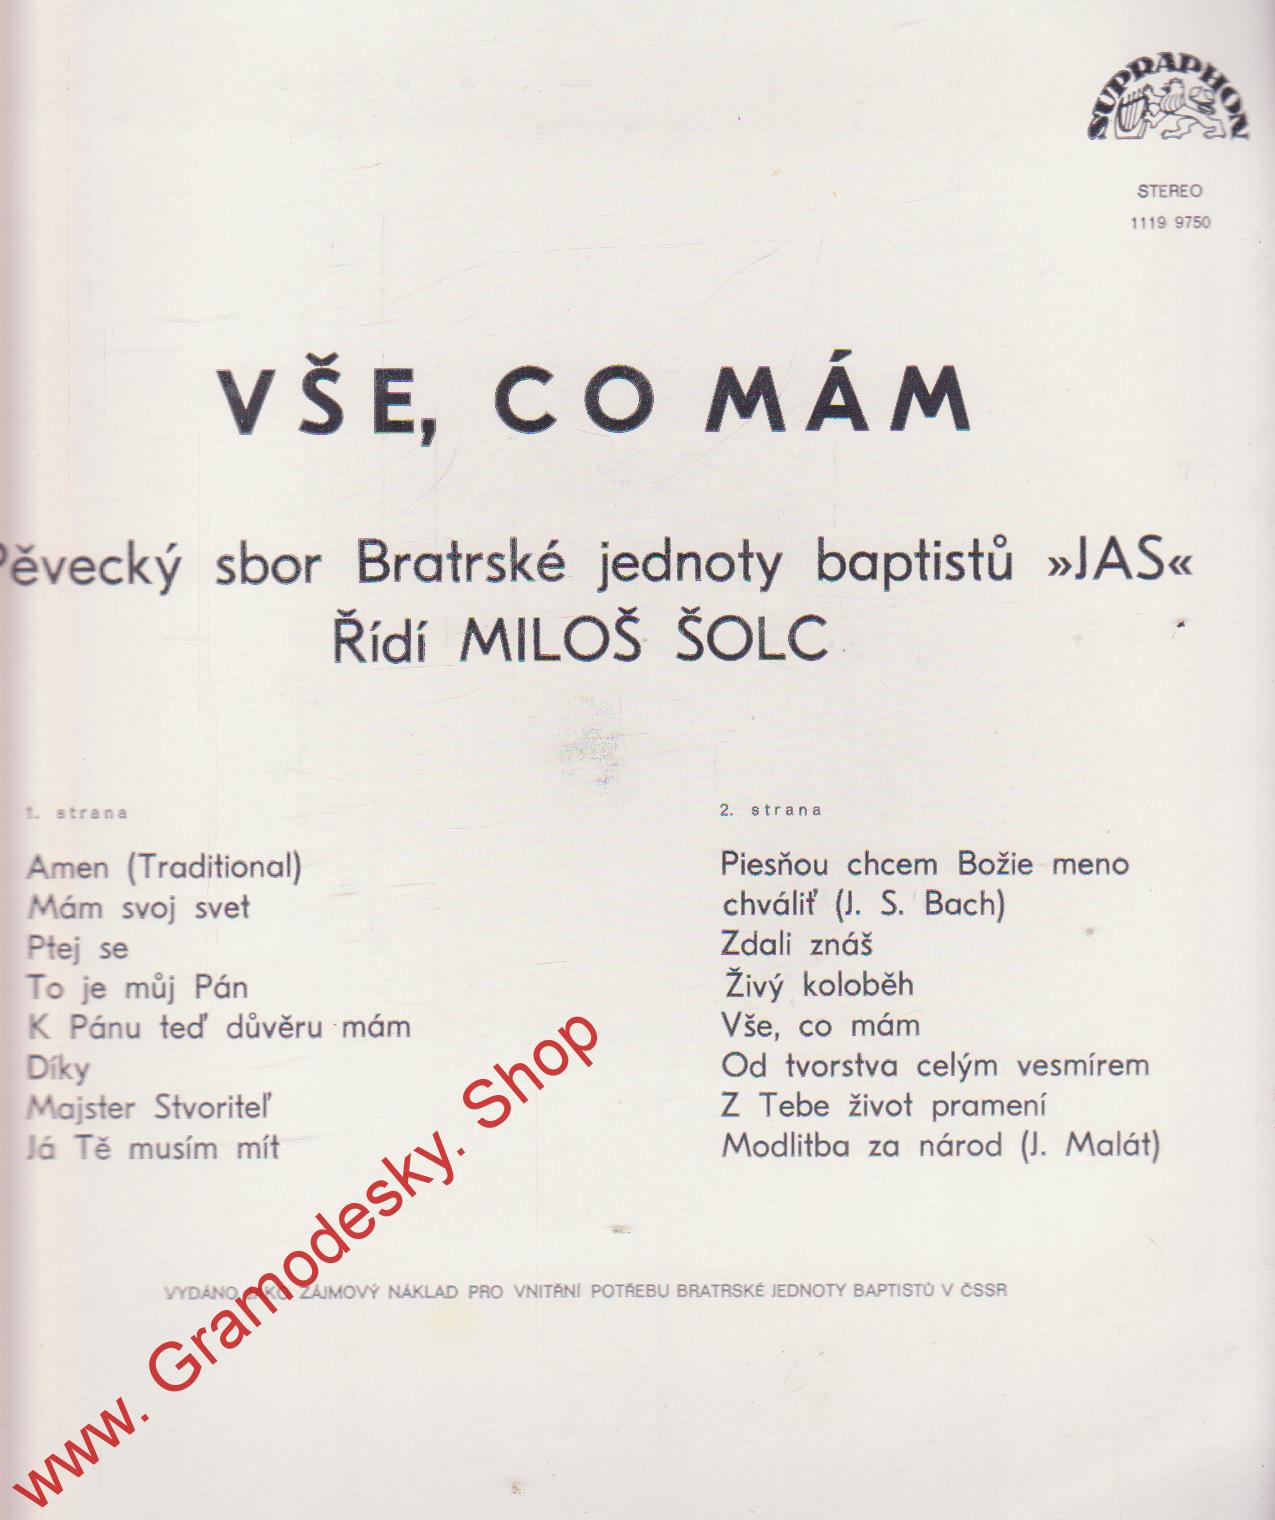 SUPRAPHON
STEREO
1119 9750
VŠE, CO MÁM
Pěvecký sbor Bratrské jednoty baptistů »JAS«
Řídí MILOŠ ŠOLC
1. strana
Amen (Traditional)
Mám svoj svet
Ptej se
To je můj Pán
K Pánu teď důvěru mám
Díky
Majster Stvoriteľ
Já Tě musím mít
2. strana
Piesňou chcem Božie meno
chváliť (J. S. Bach)
Zdali znáš
Živý koloběh
Vše, co mám
Od tvorstva celým vesmírem
Z Tebe život pramení
Modlitba za národ (J. Malát)
VYDÁNO JAKO ZÁJMOVÝ NÁKLAD PRO VNITŘNÍ POTŘEBU BRATRSKÉ JEDNOTY BAPTISTŮ V ČSSR
www. Gramodesky. Shop